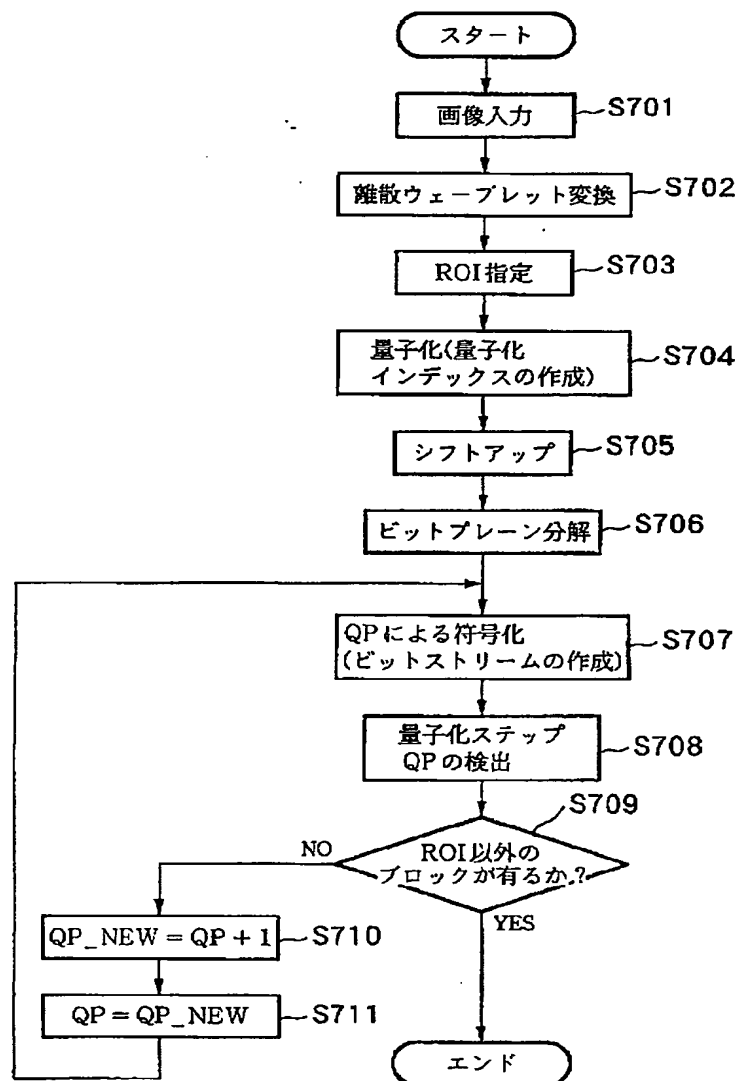 スタート
画像入力
S701
離散ウェーブレット変換
S702
ROI指定
S703
量子化(量子化
インデックスの作成)
S704
シフトアップ
S705
ビットプレーン分解
S706
QPによる符号化
(ビットストリームの作成)
S707
量子化ステップ
QPの検出
S708
S709
ROI以外の
ブロックが有るか?
NO
YES
QP_NEW = QP + 1
S710
QP = QP_NEW
S711
エンド